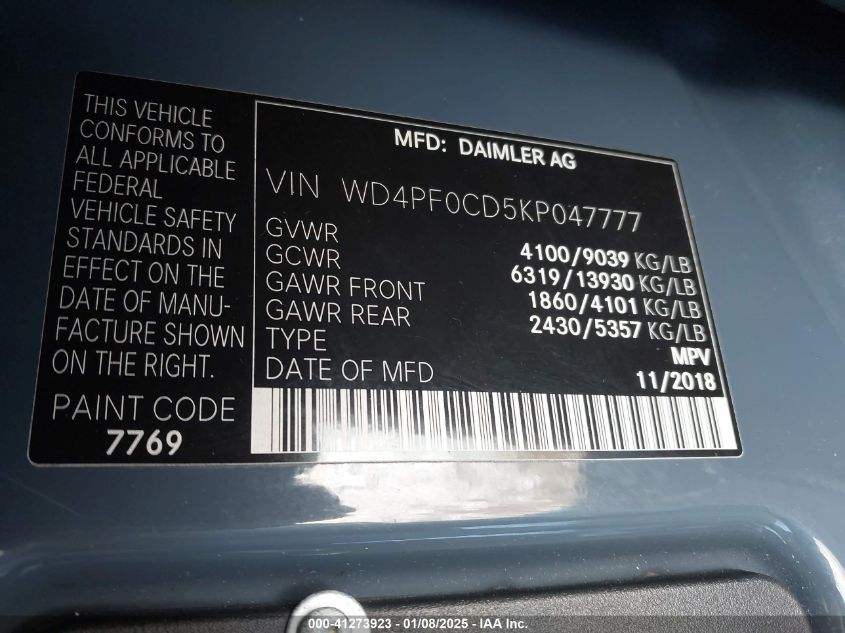 THIS VEHICLE
CONFORMS TO
ALL APPLICABLE
FEDERAL
VEHICLE SAFETY
STANDARDS IN
EFFECT ON THE
DATE OF MANU-
FACTURE SHOWN
ON THE RIGHT.
PAINT CODE
7769
MFD: DAIMLER AG
VIN WD4PF0CD5KP047777
GVWR 4100/9039 KG/LB
GCWR 6319/13930 KG/LB
GAWR FRONT 1860/4101 KG/LB
GAWR REAR 2430/5357 KG/LB
TYPE MPV
DATE OF MFD 11/2018
000-41273923 - 01/08/2025 - IAA Inc.